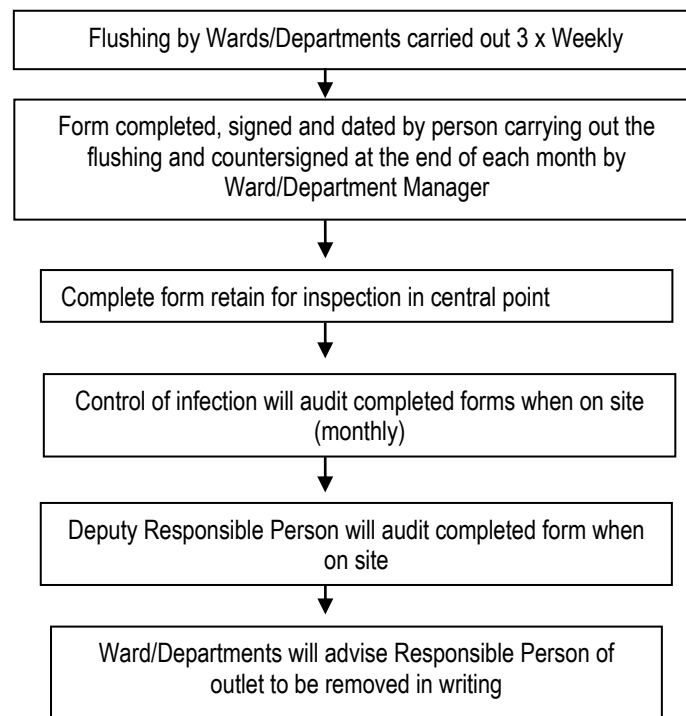 Flushing by Wards/Departments carried out 3 x Weekly
Form completed, signed and dated by person carrying out the
flushing and countersigned at the end of each month by
Ward/Department Manager
Complete form retain for inspection in central point
Control of infection will audit completed forms when on site
(monthly)
Deputy Responsible Person will audit completed form when
on site
Ward/Departments will advise Responsible Person of
outlet to be removed in writing